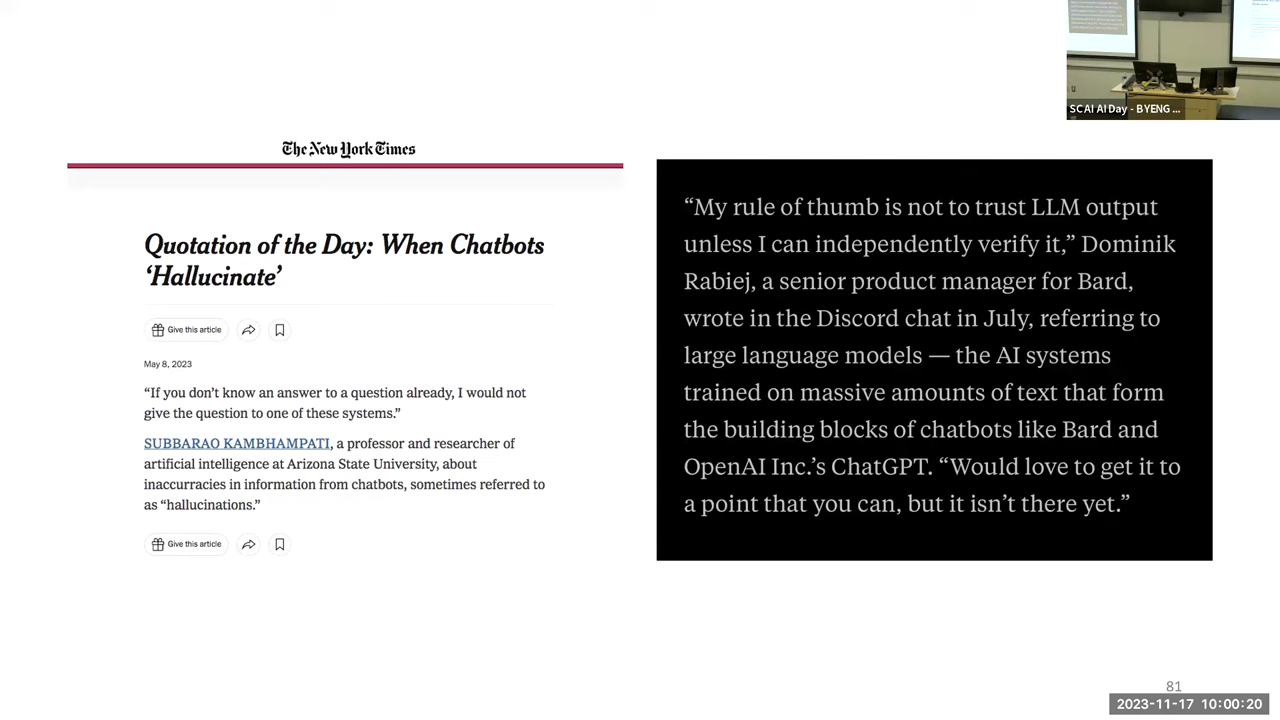 SCAI AI Day - BYENG ...
The New York Times
Quotation of the Day: When Chatbots
‘Hallucinate’
Give this article
May 8, 2023
“If you don’t know an answer to a question already, I would not
give the question to one of these systems.”
SUBBARAO KAMBHAMPATI, a professor and researcher of
artificial intelligence at Arizona State University, about
inaccurracies in information from chatbots, sometimes referred to
as “hallucinations.”
Give this article
“My rule of thumb is not to trust LLM output
unless I can independently verify it,” Dominik
Rabiej, a senior product manager for Bard,
wrote in the Discord chat in July, referring to
large language models — the AI systems
trained on massive amounts of text that form
the building blocks of chatbots like Bard and
OpenAI Inc.’s ChatGPT. “Would love to get it to
a point that you can, but it isn’t there yet.”
81
2023-11-17 10:00:20